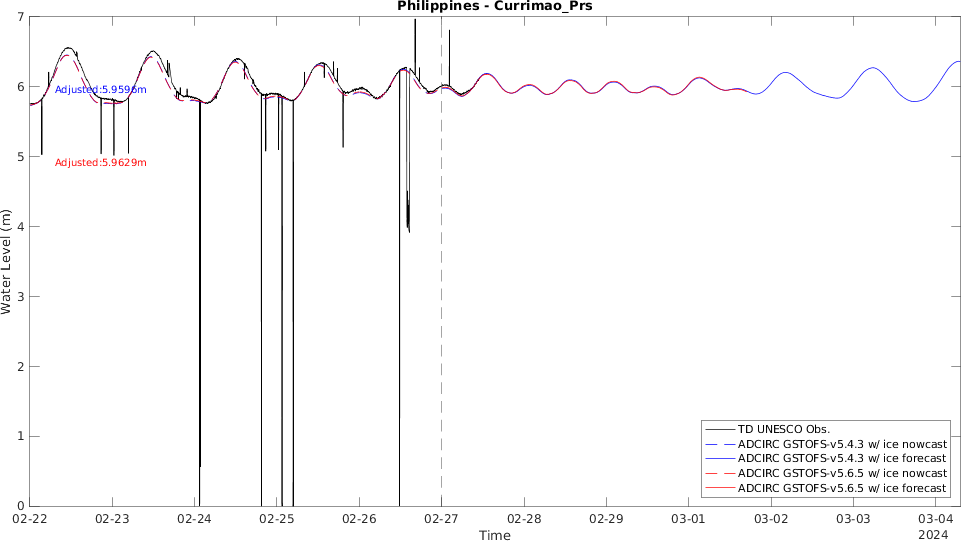 Philippines - Currimao_Prs
7
6
5
4
3
2
1
0
Water Level (m)
Adjusted:5.9596m
Adjusted:5.9629m
TD UNESCO Obs.
ADCIRC GSTOFS-v5.4.3 w/ ice nowcast
ADCIRC GSTOFS-v5.4.3 w/ ice forecast
ADCIRC GSTOFS-v5.6.5 w/ ice nowcast
ADCIRC GSTOFS-v5.6.5 w/ ice forecast
02-22 02-23 02-24 02-25 02-26 02-27 02-28 02-29 03-01 03-02 03-03 03-04
Time
2024